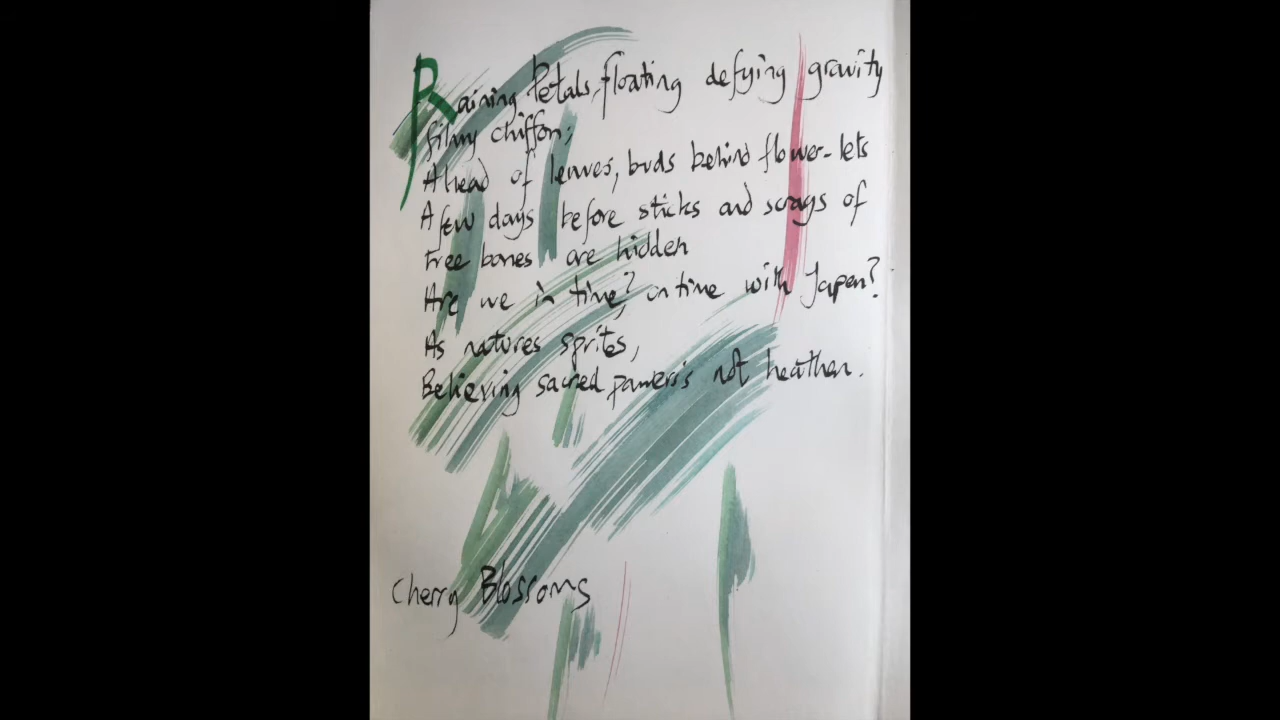 Raining Petals, floating defying gravity
filmy chiffon;
Ahead of leaves, buds behind flower-lets
A few days before sticks and scrags of
tree bones are hidden
Are we in time? on time with Japan?
As natures sprites,
Believing sacred power's not heathen.
Cherry Blossoms